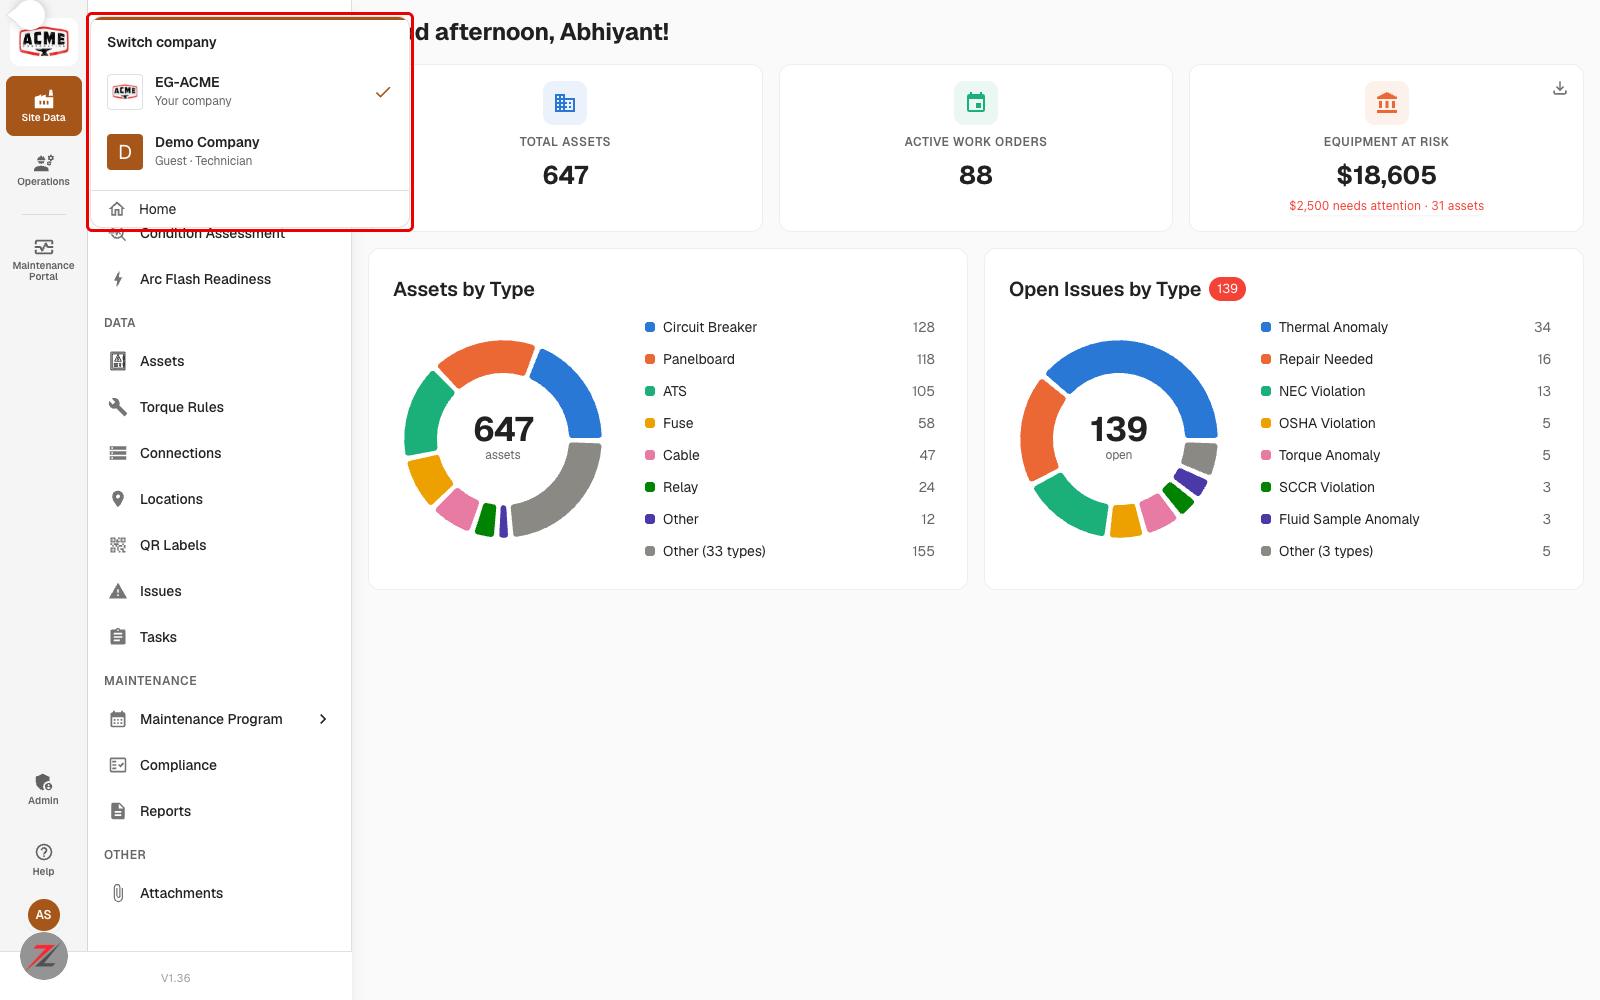 ACME
Site Data
Operations
Maintenance
Portal
Admin
Help
AS
Switch company
ACME
EG-ACME
Your company
D
Demo Company
Guest · Technician
Home
Condition Assessment
Arc Flash Readiness
DATA
Assets
Torque Rules
Connections
Locations
QR Labels
Issues
Tasks
MAINTENANCE
Maintenance Program
Compliance
Reports
OTHER
Attachments
V1.36
d afternoon, Abhiyant!
TOTAL ASSETS
647
ACTIVE WORK ORDERS
88
EQUIPMENT AT RISK
$18,605
$2,500 needs attention · 31 assets
Assets by Type
647
assets
Circuit Breaker 128
Panelboard 118
ATS 105
Fuse 58
Cable 47
Relay 24
Other 12
Other (33 types) 155
Open Issues by Type 139
139
open
Thermal Anomaly 34
Repair Needed 16
NEC Violation 13
OSHA Violation 5
Torque Anomaly 5
SCCR Violation 3
Fluid Sample Anomaly 3
Other (3 types) 5